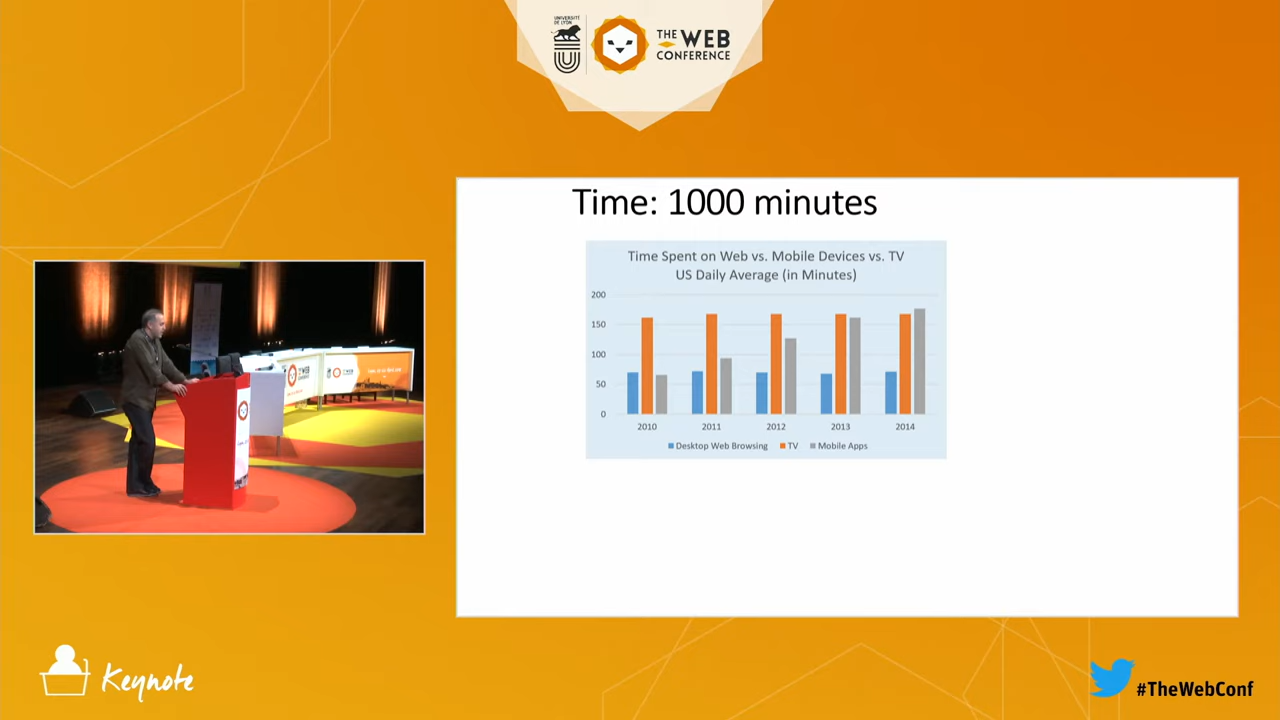 UNIVERSITÉ
DE LYON
THE WEB
CONFERENCE
Time: 1000 minutes
Time Spent on Web vs. Mobile Devices vs. TV
US Daily Average (in Minutes)
200
150
100
50
0
2010 2011 2012 2013 2014
Desktop Web Browsing TV Mobile Apps
Keynote
#TheWebConf